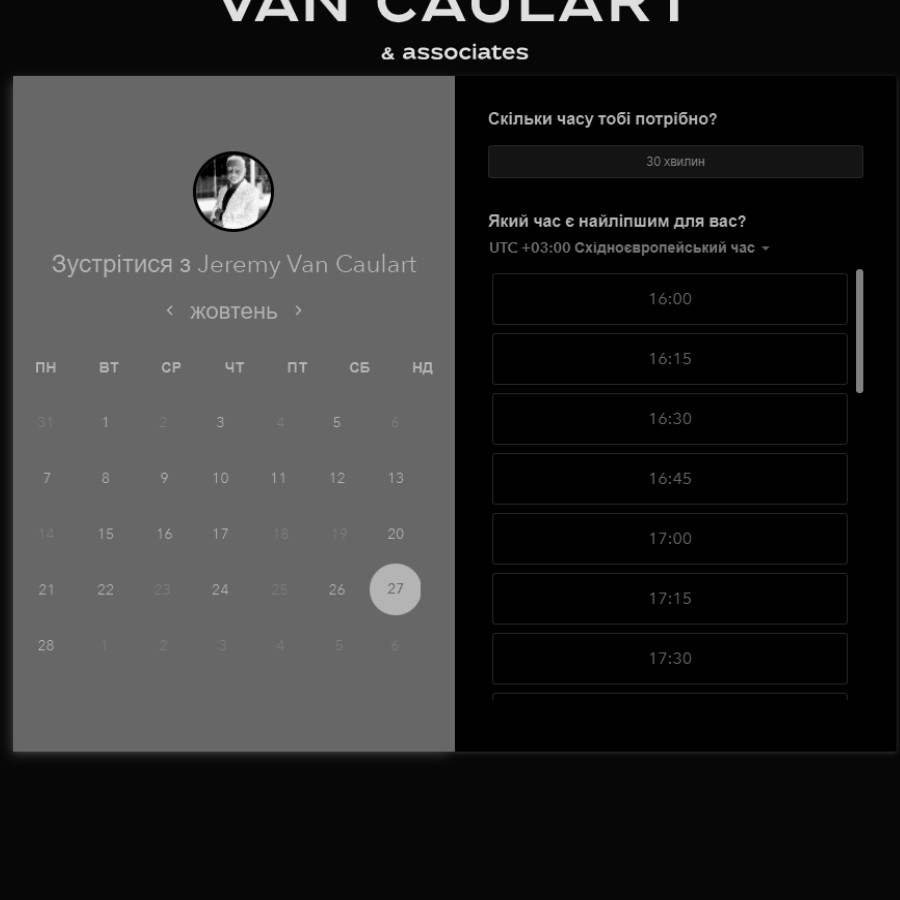 VAN CAULART
& associates
Зустрітися з Jeremy Van Caulart
жовтень
ПН ВТ СР ЧТ ПТ СБ НД
31 1 2 3 4 5 6
7 8 9 10 11 12 13
14 15 16 17 18 19 20
21 22 23 24 25 26 27
28 1 2 3 4 5 6
Скільки часу тобі потрібно?
30 хвилин
Який час є найліпшим для вас?
UTC +03:00 Східноєвропейський час
16:00
16:15
16:30
16:45
17:00
17:15
17:30